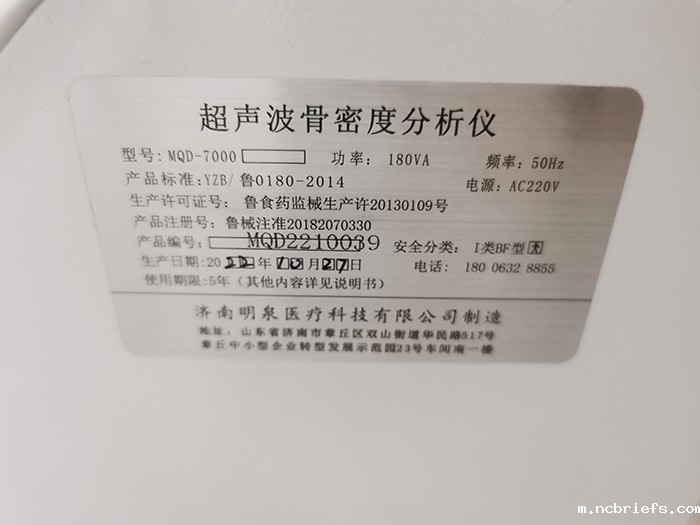 超声波骨密度分析仪
型号: MQD-7000 功率: 180VA 频率: 50Hz
产品标准: YZB/鲁0180-2014 电源: AC220V
生产许可证号: 鲁食药监械生产许20130109号
产品注册号: 鲁械注准20182070330
产品编号: MQD2210039 安全分类: I类BF型
生产日期: 2022年10月27日 电话: 180 0632 8855
使用期限: 5年 (其他内容详见说明书)
济南明泉医疗科技有限公司制造
地址: 山东省济南市章丘区双山街道华民路517号
章丘中小型企业转型发展示范园23号车间南一楼
m.ncbriefs.com